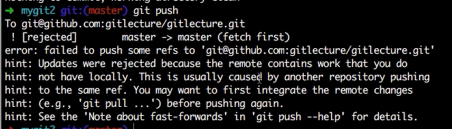 ➜ mygit2 git:(master) git push
To git@github.com:gitlecture/gitlecture.git
 ! [rejected]        master -> master (fetch first)
error: failed to push some refs to 'git@github.com:gitlecture/gitlecture.git'
hint: Updates were rejected because the remote contains work that you do
hint: not have locally. This is usually caused by another repository pushing
hint: to the same ref. You may want to first integrate the remote changes
hint: (e.g., 'git pull ...') before pushing again.
hint: See the 'Note about fast-forwards' in 'git push --help' for details.